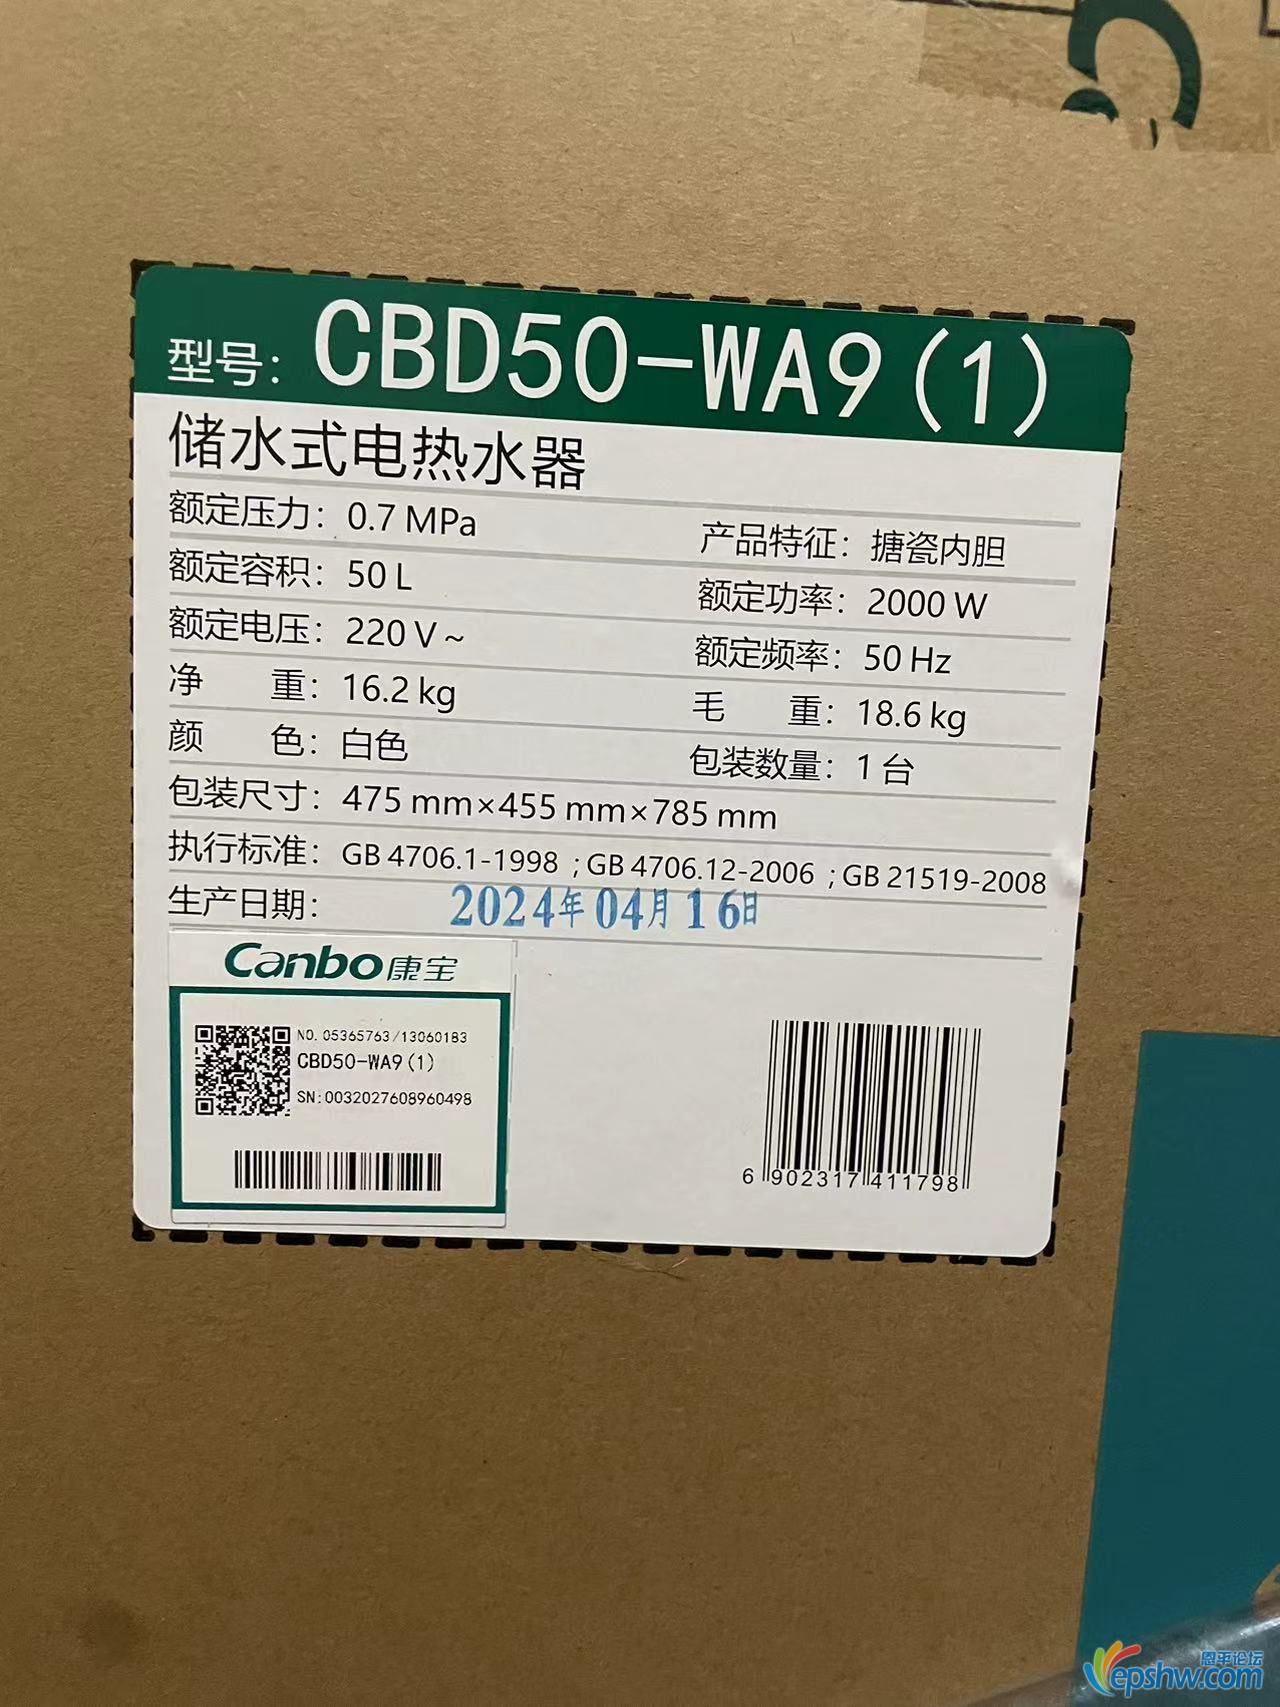 型号：CBD50-WA9(1)
储水式电热水器
额定压力：0.7 MPa
产品特征：搪瓷内胆
额定容积：50 L
额定功率：2000 W
额定电压：220 V~
额定频率：50 Hz
净 重：16.2 kg
毛 重：18.6 kg
颜 色：白色
包装数量：1 台
包装尺寸：475 mm×455 mm×785 mm
执行标准：GB 4706.1-1998 ;GB 4706.12-2006 ;GB 21519-2008
生产日期：2024年04月16日
Canbo康宝
NO. 05365763/13060183
CBD50-WA9(1)
SN:0032027608960498
6 902317 411798
恩平论坛
epshw.com